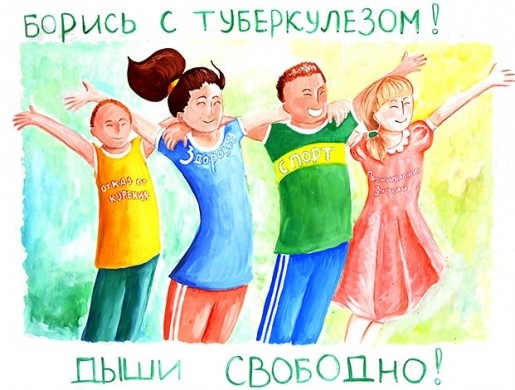 БОРИСЬ С ТУБЕРКУЛЕЗОМ!
ОТКАЗ ОТ
КУРЕНИЯ
Здоровье
СПОРТ
ДЫШИ СВОБОДНО!